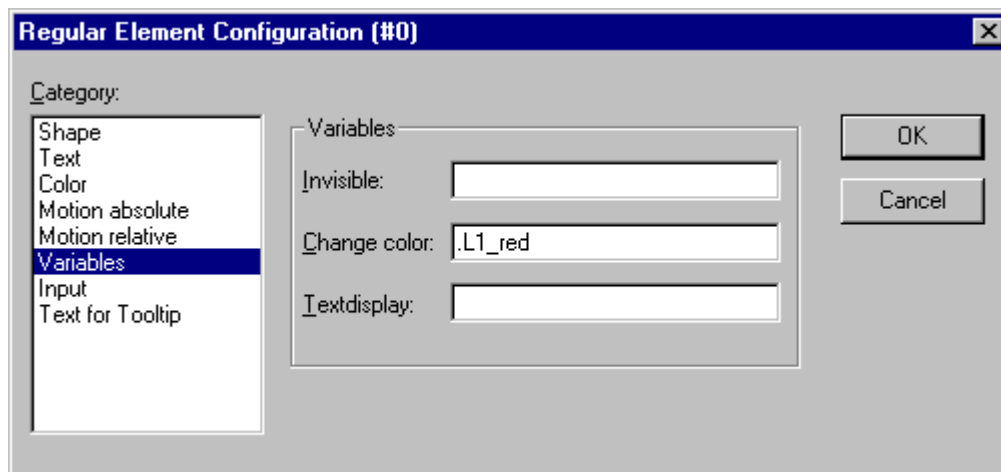 Regular Element Configuration (#0)
Category:
Shape
Text
Color
Motion absolute
Motion relative
Variables
Input
Text for Tooltip
Variables
Invisible:
Change color: .L1_red
Textdisplay:
OK
Cancel